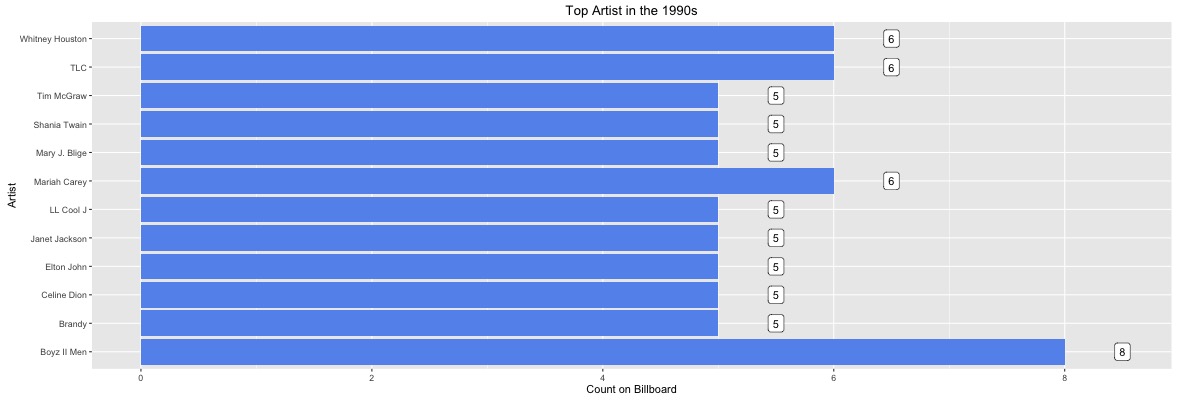 Top Artist in the 1990s
Artist
Whitney Houston 6
TLC 6
Tim McGraw 5
Shania Twain 5
Mary J. Blige 5
Mariah Carey 6
LL Cool J 5
Janet Jackson 5
Elton John 5
Celine Dion 5
Brandy 5
Boyz II Men 8
0 2 4 6 8
Count on Billboard